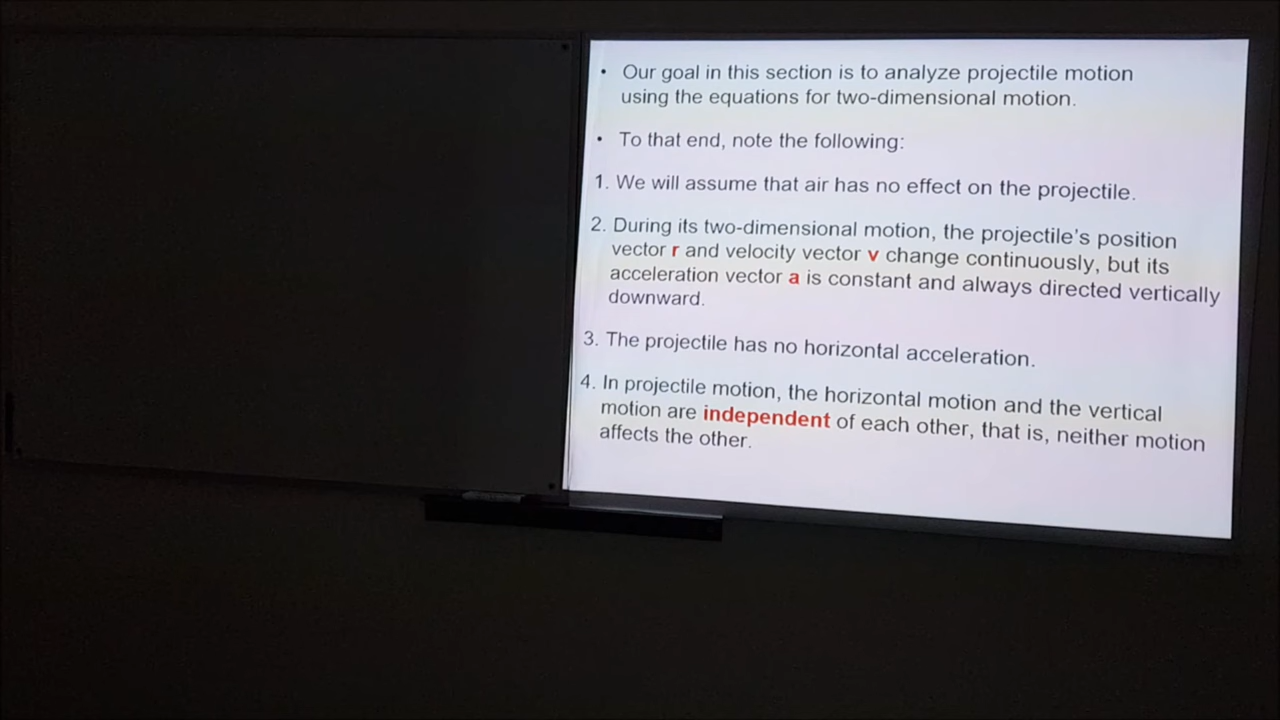 • Our goal in this section is to analyze projectile motion
using the equations for two-dimensional motion.
• To that end, note the following:
1. We will assume that air has no effect on the projectile.
2. During its two-dimensional motion, the projectile's position
vector r and velocity vector v change continuously, but its
acceleration vector a is constant and always directed vertically
downward.
3. The projectile has no horizontal acceleration.
4. In projectile motion, the horizontal motion and the vertical
motion are independent of each other, that is, neither motion
affects the other.